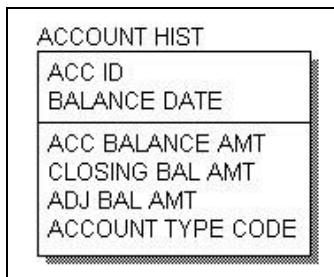 ACCOUNT HIST
ACC ID
BALANCE DATE
ACC BALANCE AMT
CLOSING BAL AMT
ADJ BAL AMT
ACCOUNT TYPE CODE